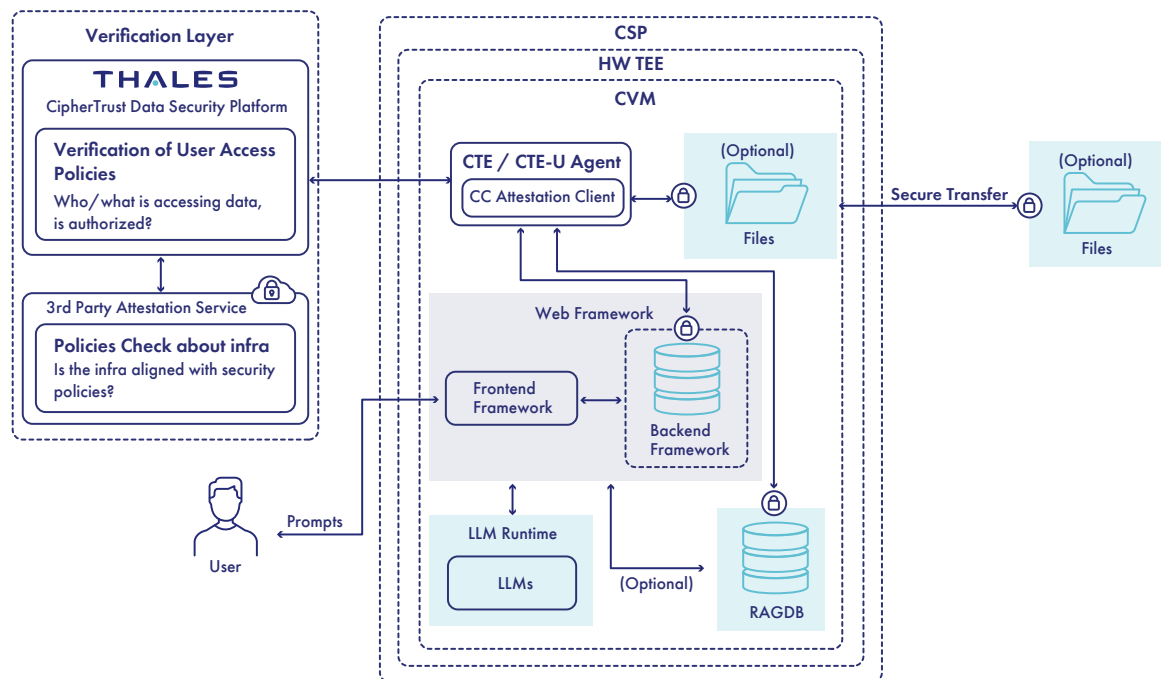 Verification Layer
THALES
CipherTrust Data Security Platform
Verification of User Access
Policies
Who/what is accessing data,
is authorized?
3rd Party Attestation Service
Policies Check about infra
Is the infra aligned with security
policies?
User
Prompts
CSP
HW TEE
CVM
CTE / CTE-U Agent
CC Attestation Client
(Optional)
Files
Secure Transfer
(Optional)
Files
Web Framework
Frontend
Framework
Backend
Framework
LLM Runtime
LLMs
(Optional)
RAGDB